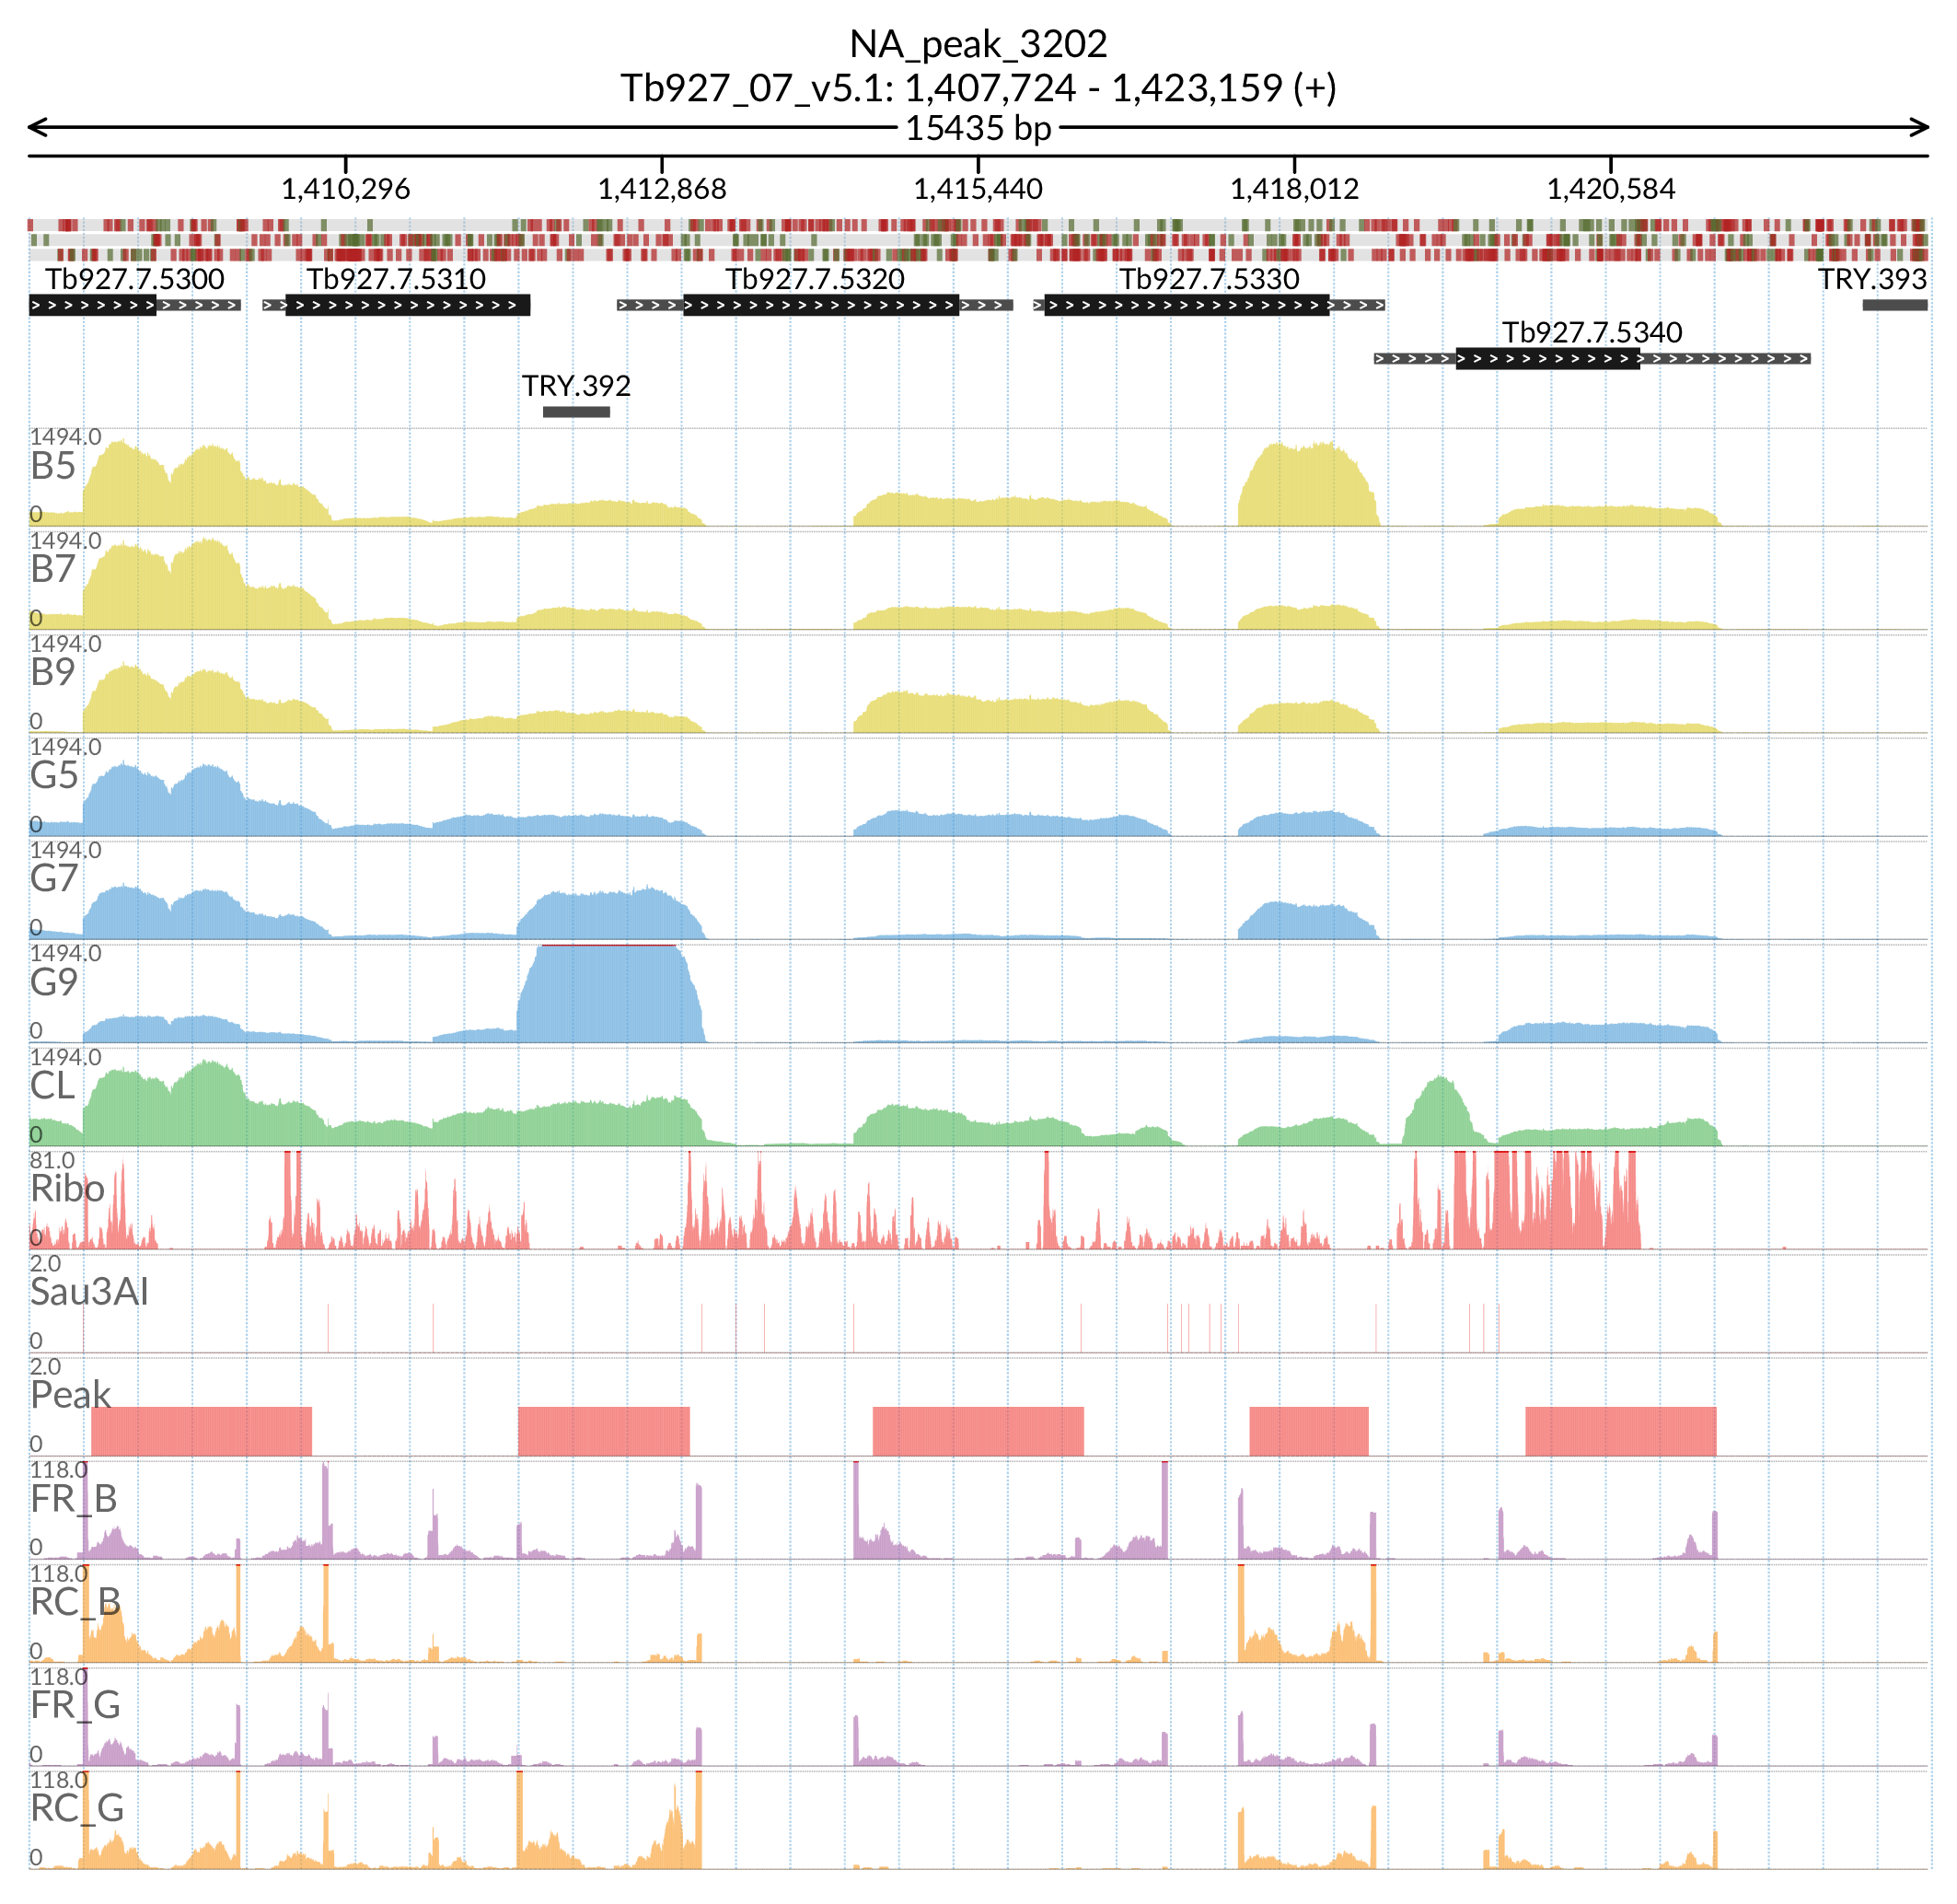 NA_peak_3202
Tb927_07_v5.1: 1,407,724 - 1,423,159 (+)
15435 bp
1,410,296 1,412,868 1,415,440 1,418,012 1,420,584
Tb927.7.5300 Tb927.7.5310 Tb927.7.5320 Tb927.7.5330 TRY.393
Tb927.7.5340
TRY.392
1494.0
B5
0
1494.0
B7
0
1494.0
B9
0
1494.0
G5
0
1494.0
G7
0
1494.0
G9
0
1494.0
CL
0
81.0
Ribo
0
2.0
Sau3AI
0
2.0
Peak
0
118.0
FR_B
0
118.0
RC_B
0
118.0
FR_G
0
118.0
RC_G
0